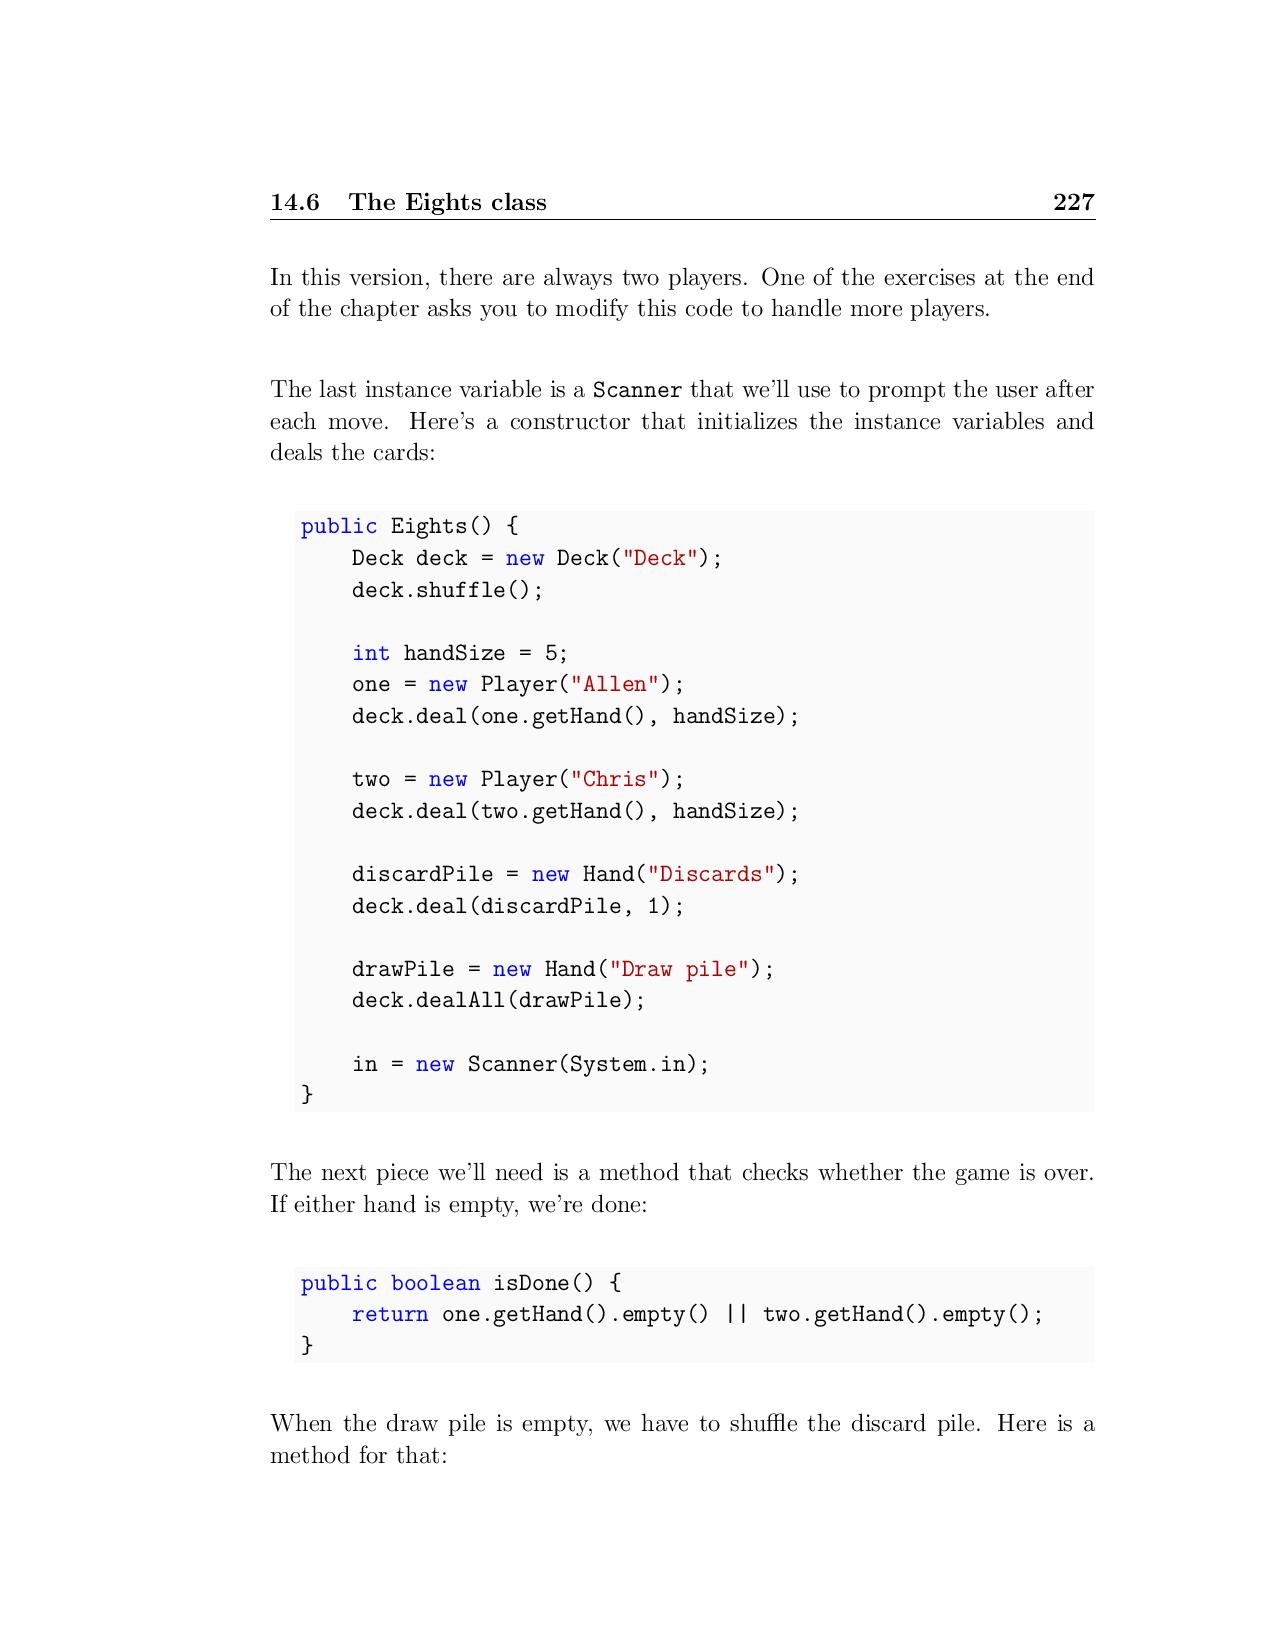 14.6 The Eights class 227
In this version, there are always two players. One of the exercises at the end
of the chapter asks you to modify this code to handle more players.
The last instance variable is a Scanner that we'll use to prompt the user after
each move. Here's a constructor that initializes the instance variables and
deals the cards:
public Eights() {
    Deck deck = new Deck("Deck");
    deck.shuffle();
    int handSize = 5;
    one = new Player("Allen");
    deck.deal(one.getHand(), handSize);
    two = new Player("Chris");
    deck.deal(two.getHand(), handSize);
    discardPile = new Hand("Discards");
    deck.deal(discardPile, 1);
    drawPile = new Hand("Draw pile");
    deck.dealAll(drawPile);
    in = new Scanner(System.in);
}
The next piece we'll need is a method that checks whether the game is over.
If either hand is empty, we're done:
public boolean isDone() {
    return one.getHand().empty() || two.getHand().empty();
}
When the draw pile is empty, we have to shuffle the discard pile. Here is a
method for that: